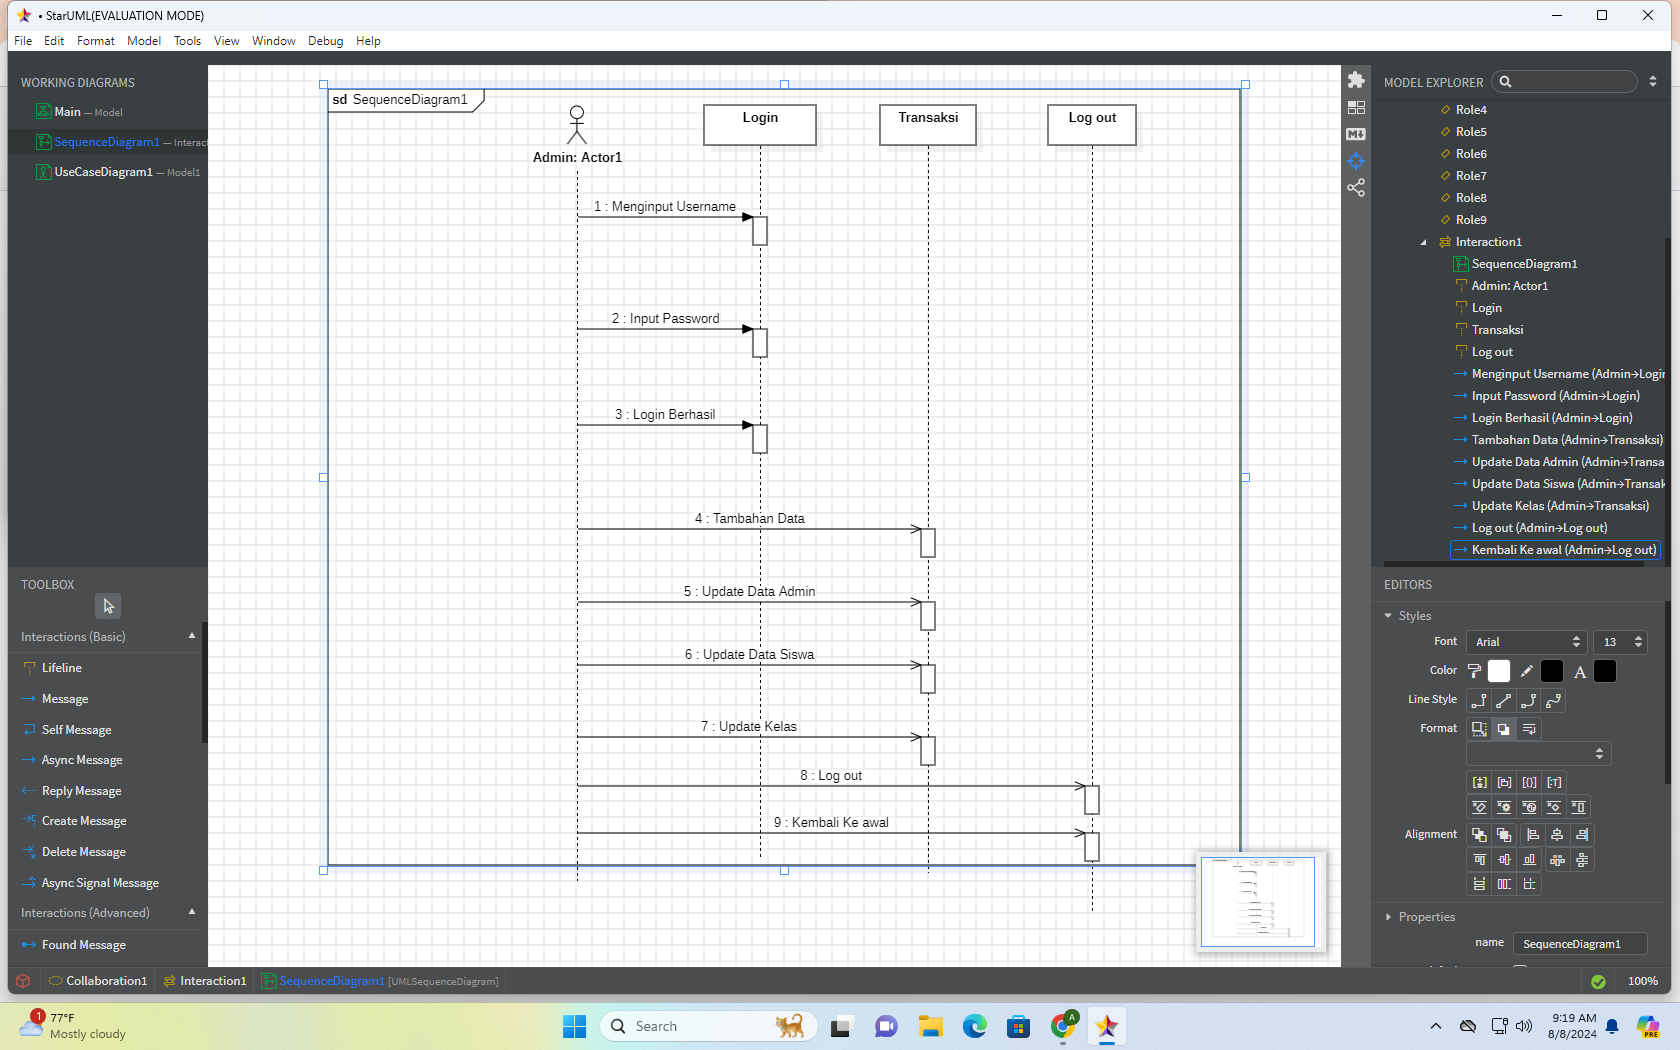 • StarUML(EVALUATION MODE)
File Edit Format Model Tools View Window Debug Help
WORKING DIAGRAMS
Main — Model
SequenceDiagram1 — Interact
UseCaseDiagram1 — Model1
TOOLBOX
Interactions (Basic)
Lifeline
Message
Self Message
Async Message
Reply Message
Create Message
Delete Message
Async Signal Message
Interactions (Advanced)
Found Message
sd SequenceDiagram1
Admin: Actor1
Login
Transaksi
Log out
1 : Menginput Username
2 : Input Password
3 : Login Berhasil
4 : Tambahan Data
5 : Update Data Admin
6 : Update Data Siswa
7 : Update Kelas
8 : Log out
9 : Kembali Ke awal
MODEL EXPLORER
Role4
Role5
Role6
Role7
Role8
Role9
Interaction1
SequenceDiagram1
Admin: Actor1
Login
Transaksi
Log out
Menginput Username (Admin→Login
Input Password (Admin→Login)
Login Berhasil (Admin→Login)
Tambahan Data (Admin→Transaksi)
Update Data Admin (Admin→Transa
Update Data Siswa (Admin→Transak
Update Kelas (Admin→Transaksi)
Log out (Admin→Log out)
Kembali Ke awal (Admin→Log out)
EDITORS
Styles
Font Arial 13
Color A
Line Style
Format
Alignment
Properties
name SequenceDiagram1
Collaboration1 Interaction1 SequenceDiagram1 [UMLSequenceDiagram]
100%
1
77°F
Mostly cloudy
Search
A
9:19 AM
8/8/2024
PRE